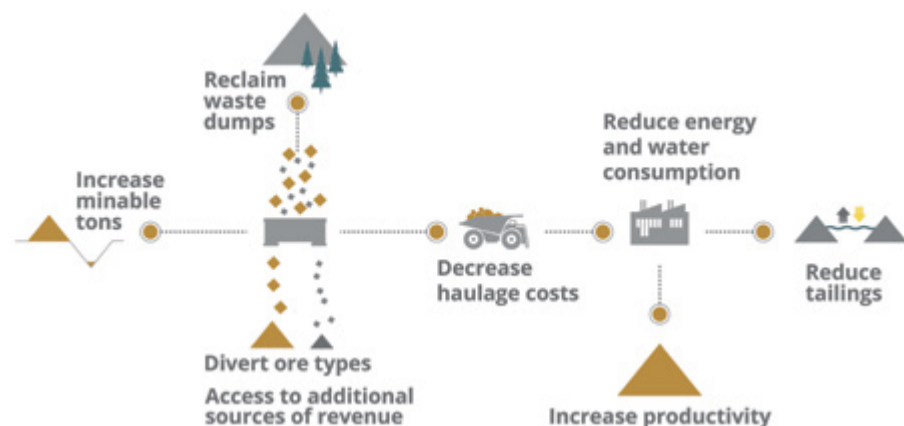 Reclaim
waste
dumps
Increase
minable
tons
Reduce energy
and water
consumption
Decrease
haulage costs
Reduce
tailings
Divert ore types
Access to additional
sources of revenue
Increase productivity